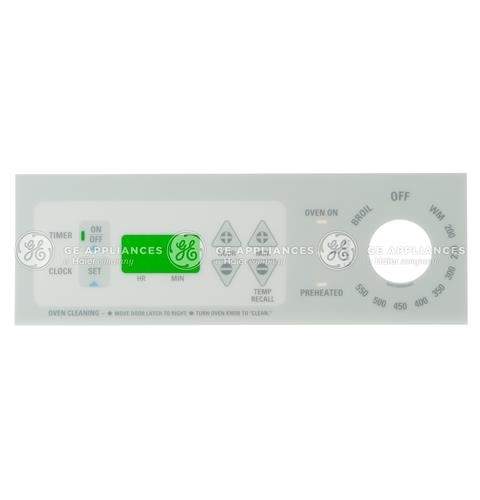 OFF
BROIL
WM
200
300
350
400
450
500
550
OVEN ON
PREHEATED
TIMER
ON
OFF
CLOCK
SET
HR MIN
TEMP
RECALL
OVEN CLEANING – ● MOVE DOOR LATCH TO RIGHT. ● TURN OVEN KNOB TO "CLEAN."
GE APPLIANCES
a Haier company
GE APPLIANCES
a Haier company
GE APPLIANCES
a Haier company